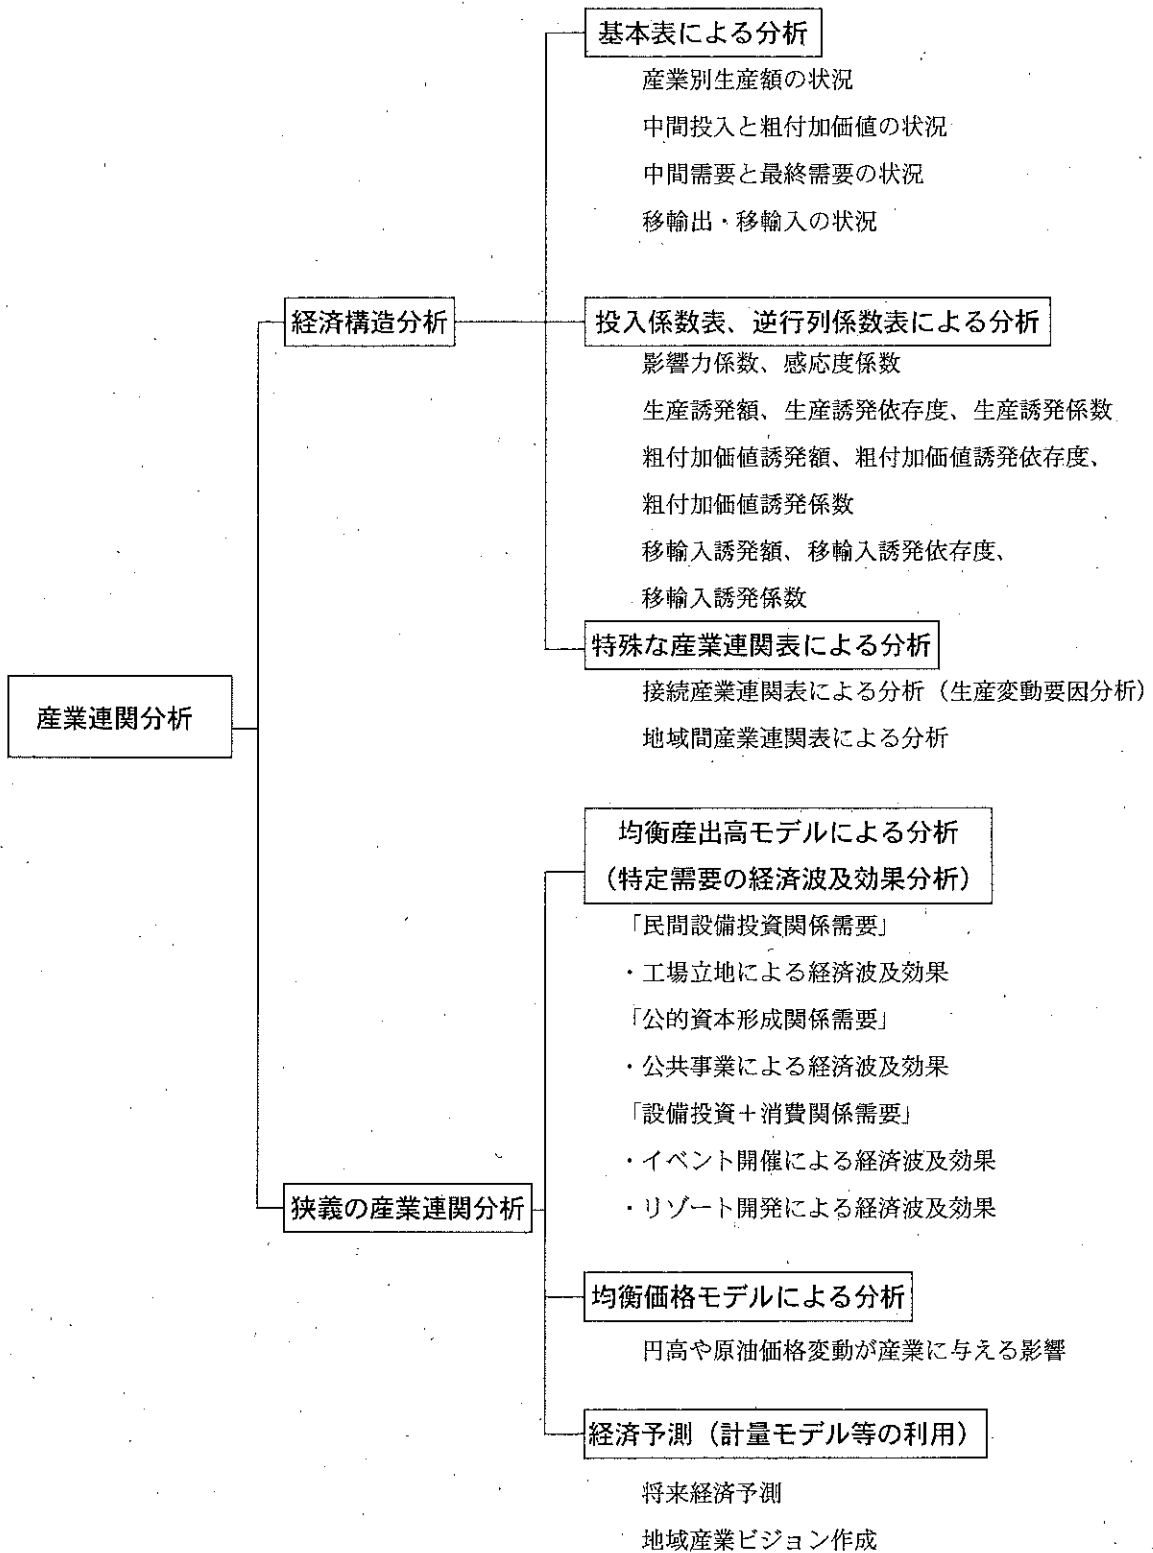 基本表による分析
産業別生産額の状況
中間投入と粗付加価値の状況
中間需要と最終需要の状況
移輸出・移輸入の状況
経済構造分析
投入係数表、逆行列係数表による分析
影響力係数、感応度係数
生産誘発額、生産誘発依存度、生産誘発係数
粗付加価値誘発額、粗付加価値誘発依存度、
粗付加価値誘発係数
移輸入誘発額、移輸入誘発依存度、
移輸入誘発係数
特殊な産業連関表による分析
接続産業連関表による分析（生産変動要因分析）
地域間産業連関表による分析
産業連関分析
均衡産出高モデルによる分析
（特定需要の経済波及効果分析）
「民間設備投資関係需要」
・工場立地による経済波及効果
「公的資本形成関係需要」
・公共事業による経済波及効果
「設備投資＋消費関係需要」
・イベント開催による経済波及効果
・リゾート開発による経済波及効果
狭義の産業連関分析
均衡価格モデルによる分析
円高や原油価格変動が産業に与える影響
経済予測（計量モデル等の利用）
将来経済予測
地域産業ビジョン作成